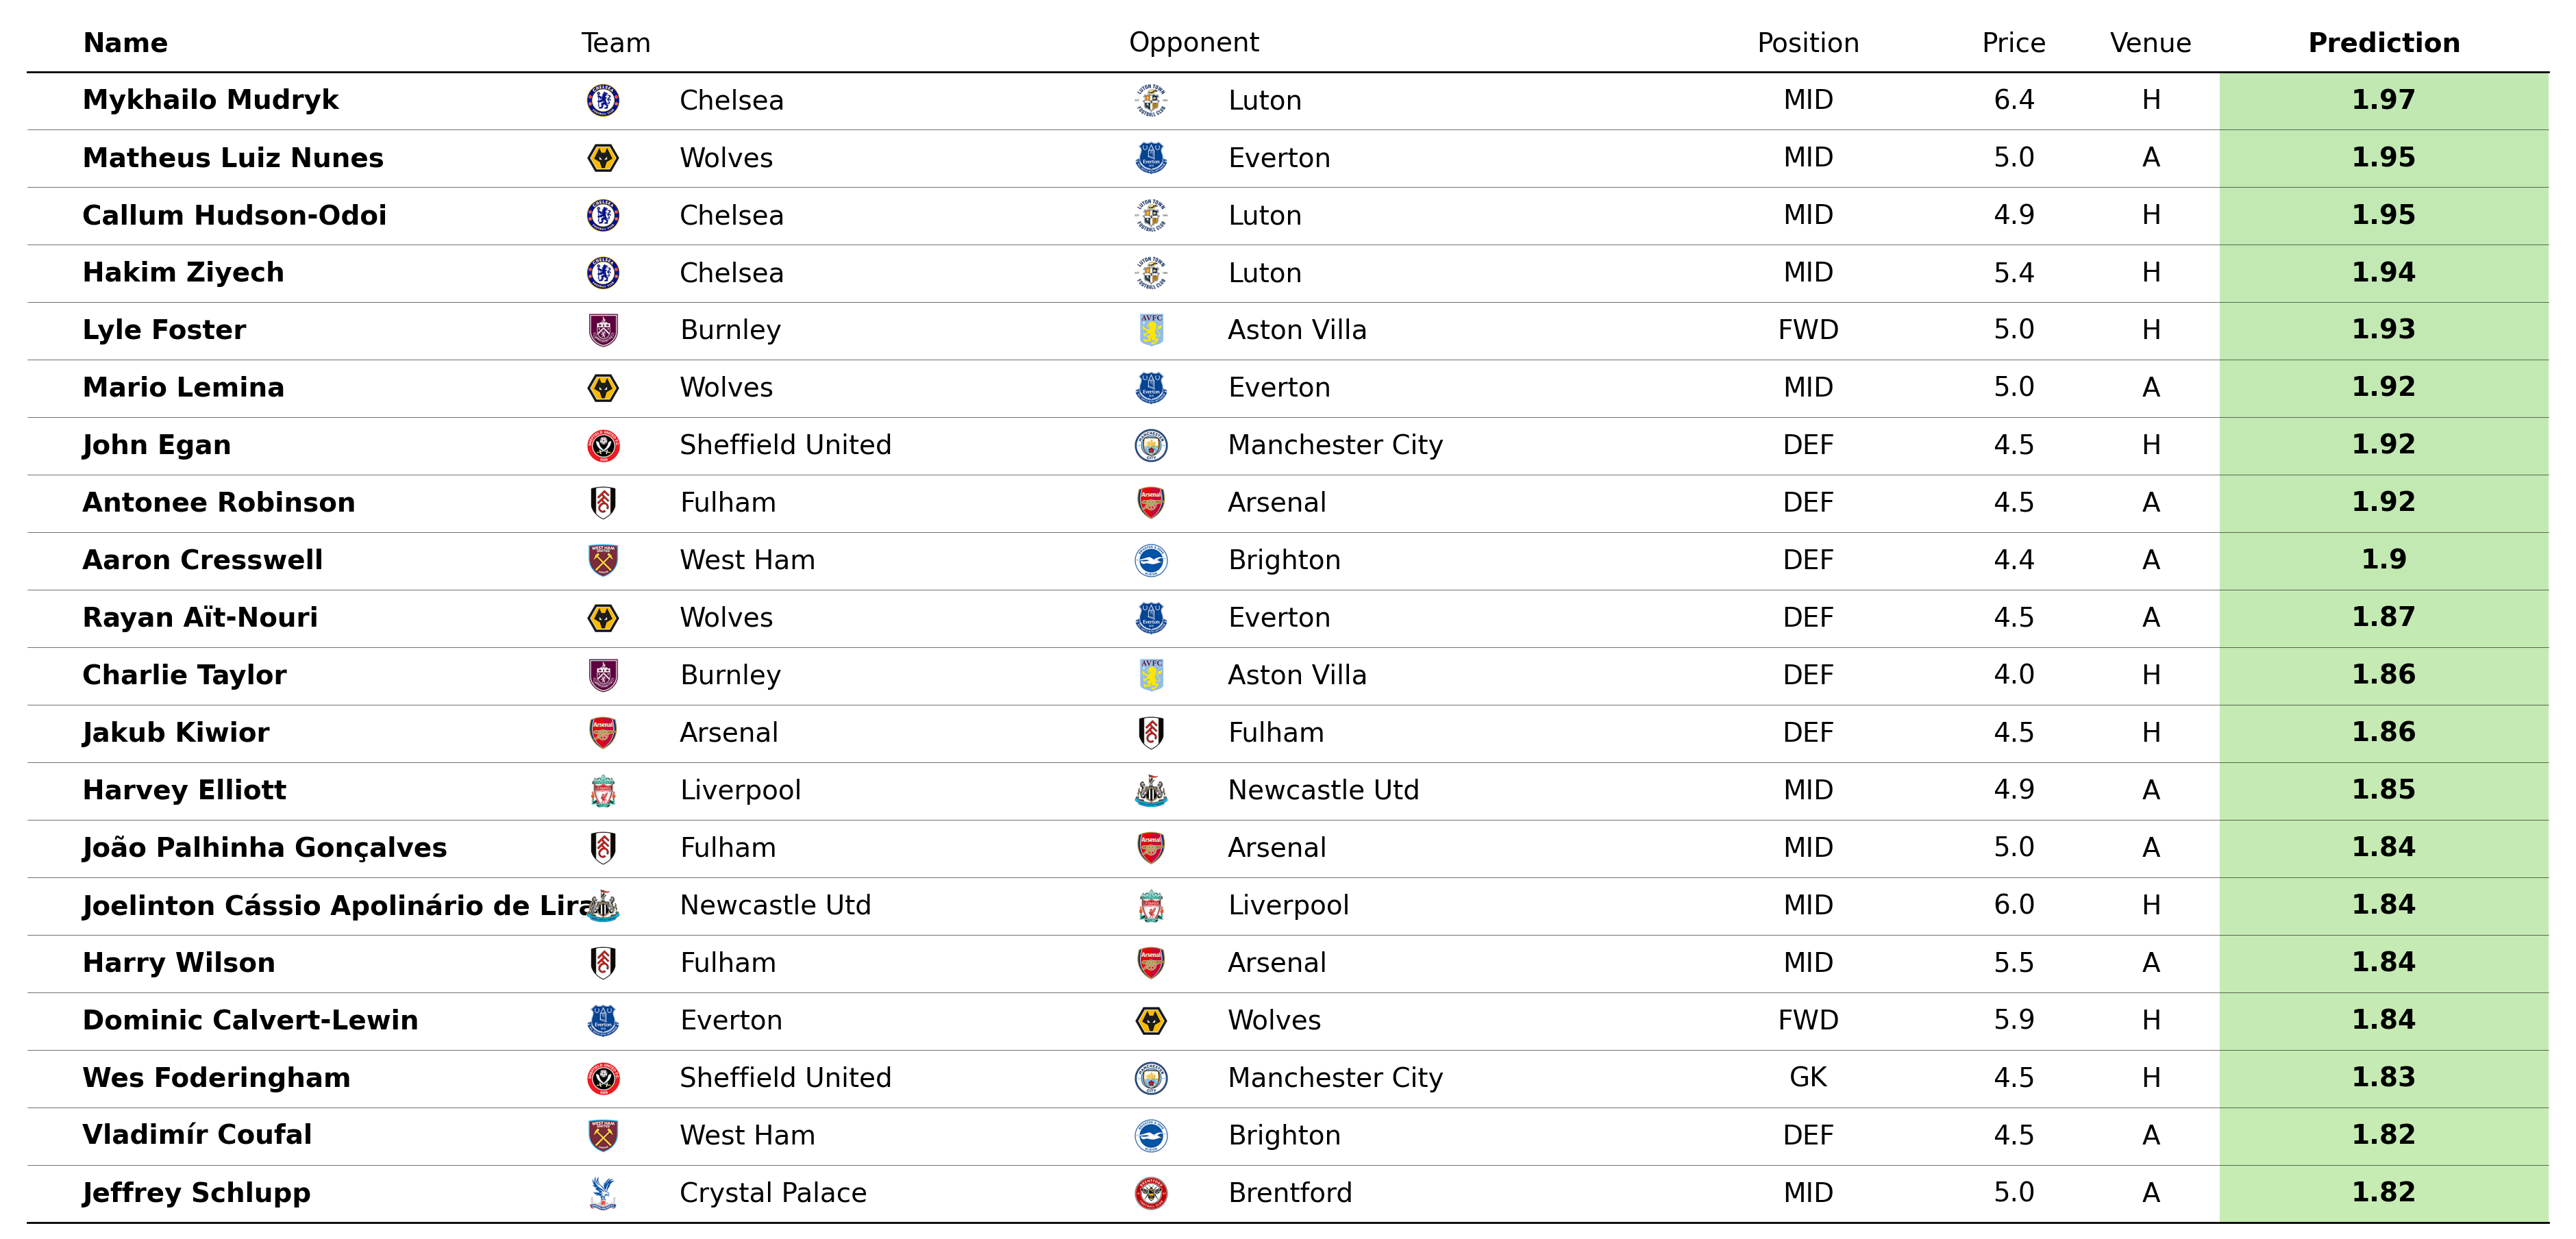 Name Team Opponent Position Price Venue Prediction
Mykhailo Mudryk Chelsea Luton MID 6.4 H 1.97
Matheus Luiz Nunes Wolves Everton MID 5.0 A 1.95
Callum Hudson-Odoi Chelsea Luton MID 4.9 H 1.95
Hakim Ziyech Chelsea Luton MID 5.4 H 1.94
Lyle Foster Burnley Aston Villa FWD 5.0 H 1.93
Mario Lemina Wolves Everton MID 5.0 A 1.92
John Egan Sheffield United Manchester City DEF 4.5 H 1.92
Antonee Robinson Fulham Arsenal DEF 4.5 A 1.92
Aaron Cresswell West Ham Brighton DEF 4.4 A 1.9
Rayan Aït-Nouri Wolves Everton DEF 4.5 A 1.87
Charlie Taylor Burnley Aston Villa DEF 4.0 H 1.86
Jakub Kiwior Arsenal Fulham DEF 4.5 H 1.86
Harvey Elliott Liverpool Newcastle Utd MID 4.9 A 1.85
João Palhinha Gonçalves Fulham Arsenal MID 5.0 A 1.84
Joelinton Cássio Apolinário de Lira Newcastle Utd Liverpool MID 6.0 H 1.84
Harry Wilson Fulham Arsenal MID 5.5 A 1.84
Dominic Calvert-Lewin Everton Wolves FWD 5.9 H 1.84
Wes Foderingham Sheffield United Manchester City GK 4.5 H 1.83
Vladimír Coufal West Ham Brighton DEF 4.5 A 1.82
Jeffrey Schlupp Crystal Palace Brentford MID 5.0 A 1.82